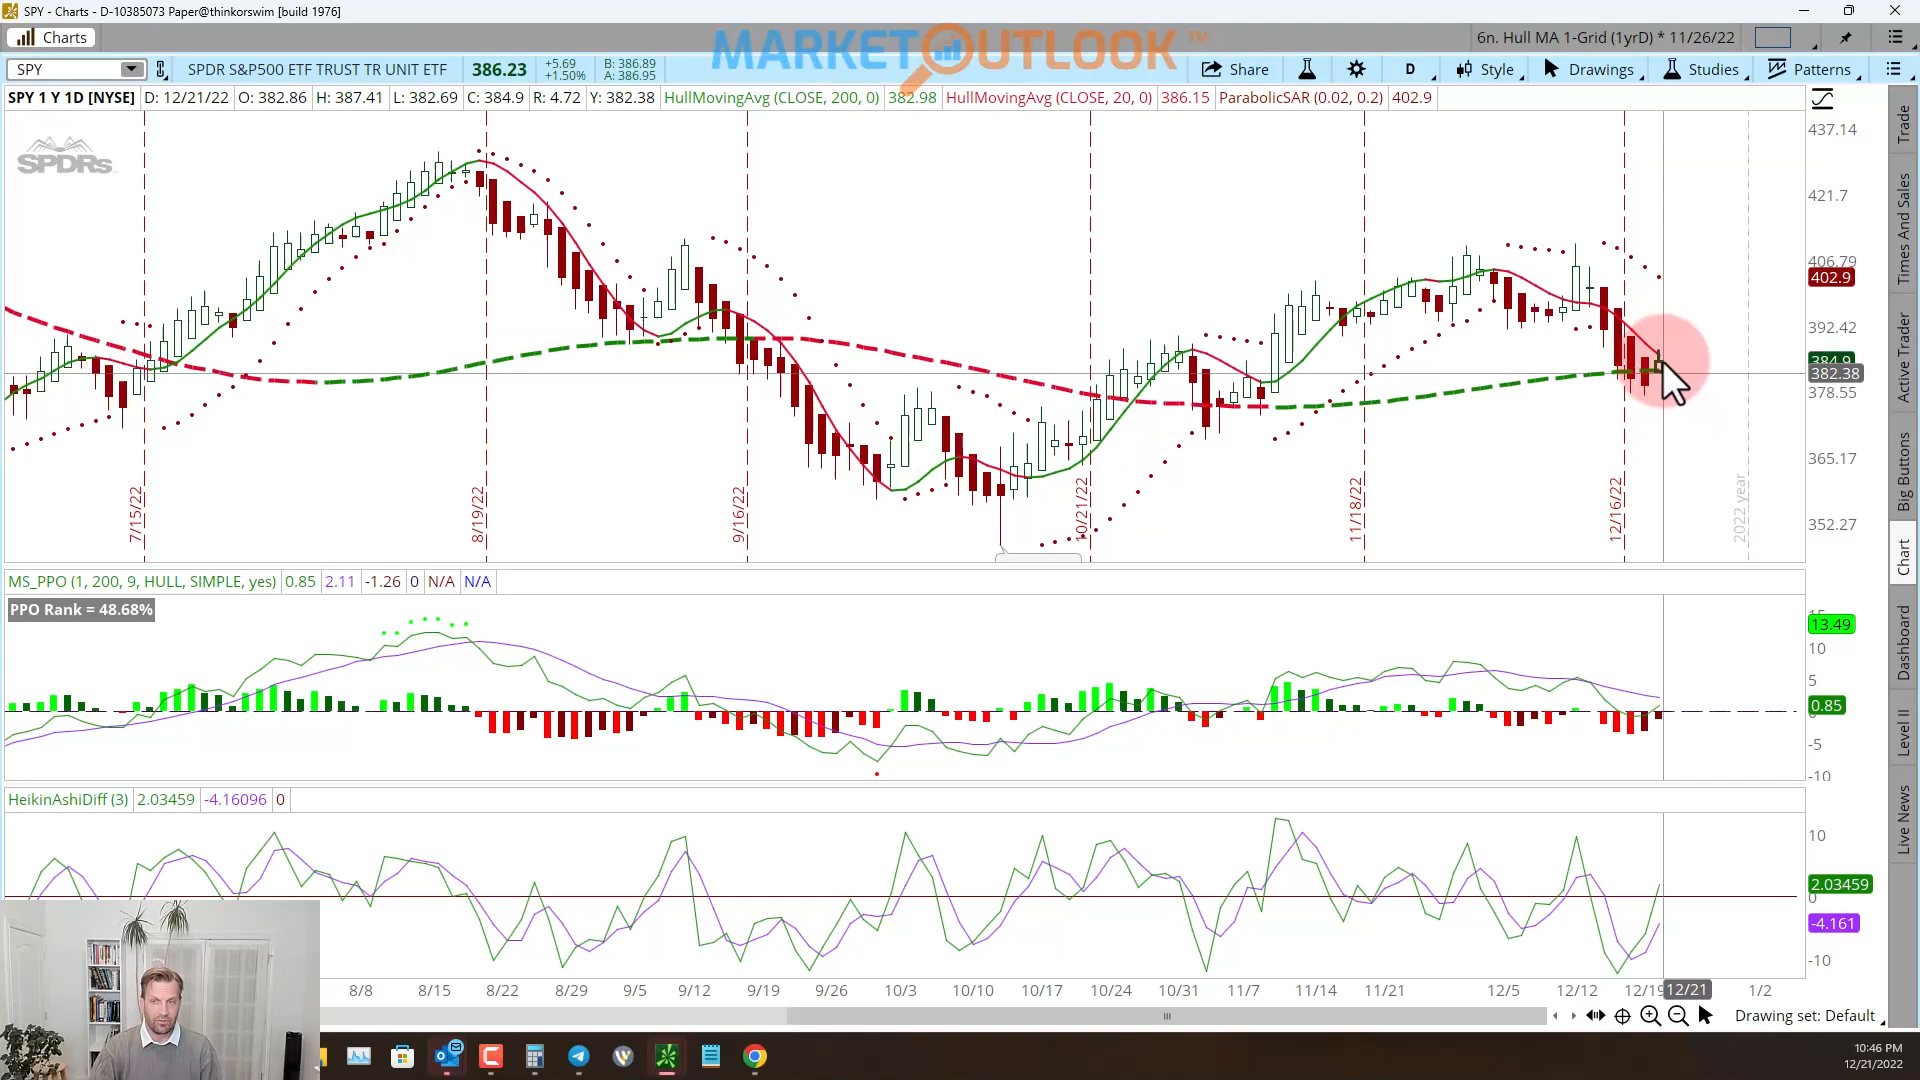 SPY - Charts - D-10385073 Paper@thinkorswim [build 1976]
Charts
MARKETOUTLOOK™
6n. Hull MA 1-Grid (1yrD) * 11/26/22
SPY
SPDR S&P500 ETF TRUST TR UNIT ETF
386.23
+5.69
+1.50%
B: 386.89
A: 386.95
Share
D
Style
Drawings
Studies
Patterns
SPY 1 Y 1D [NYSE] D: 12/21/22 O: 382.86 H: 387.41 L: 382.69 C: 384.9 R: 4.72 Y: 382.38 HullMovingAvg (CLOSE, 200, 0) 382.98 HullMovingAvg (CLOSE, 20, 0) 386.15 ParabolicSAR (0.02, 0.2) 402.9
SPDRs
437.14
421.7
406.79
402.9
392.42
384.9
382.38
378.55
365.17
352.27
7/15/22
8/19/22
9/16/22
10/21/22
11/18/22
12/16/22
2022 year
MS_PPO (1, 200, 9, HULL, SIMPLE, yes) 0.85 2.11 -1.26 0 N/A N/A
PPO Rank = 48.68%
15
13.49
10
5
0.85
-5
-10
HeikinAshiDiff (3) 2.03459 -4.16096 0
10
2.03459
0
-4.161
-10
8/8 8/15 8/22 8/29 9/5 9/12 9/19 9/26 10/3 10/10 10/17 10/24 10/31 11/7 11/14 11/21 12/5 12/12 12/19 12/21 1/2
Drawing set: Default
Trade
Times And Sales
Active Trader
Big Buttons
Chart
Dashboard
Level II
Live News
10:46 PM
12/21/2022